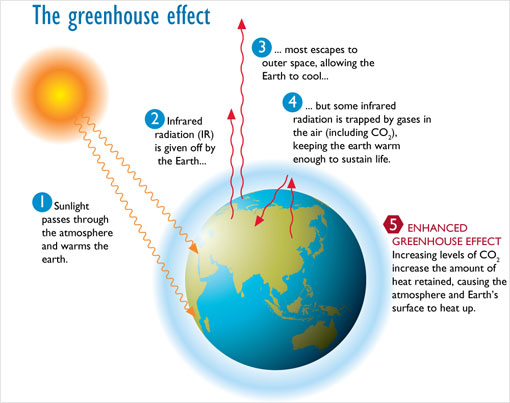 The greenhouse effect
1 Sunlight
passes through
the atmosphere
and warms the
earth.
2 Infrared
radiation (IR)
is given off by
the Earth...
3 ... most escapes to
outer space, allowing the
Earth to cool...
4 ... but some infrared
radiation is trapped by gases in
the air (including CO₂),
keeping the earth warm
enough to sustain life.
5 ENHANCED
GREENHOUSE EFFECT
Increasing levels of CO₂
increase the amount of
heat retained, causing the
atmosphere and Earth's
surface to heat up.